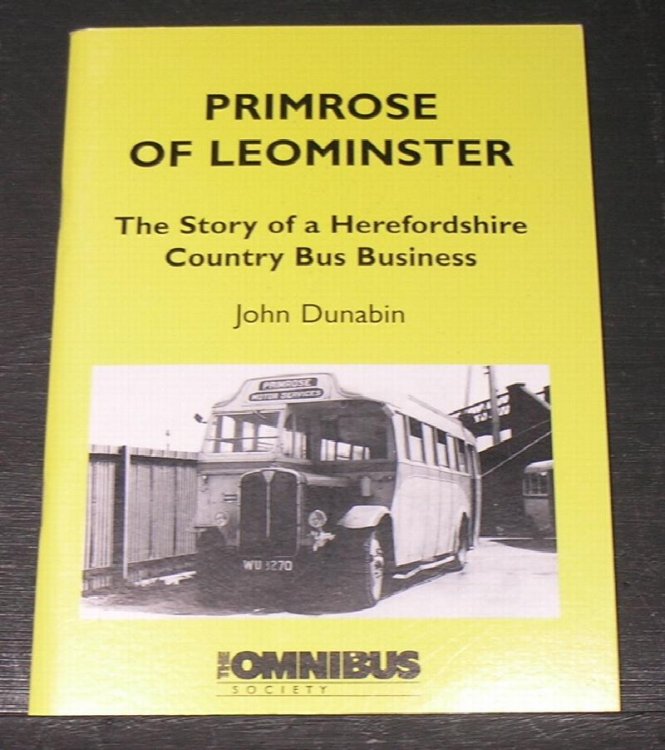 PRIMROSE
OF LEOMINSTER
The Story of a Herefordshire
Country Bus Business
John Dunabin
PRIMROSE
MOTOR SERVICES
WU 3270
THE OMNIBUS
SOCIETY